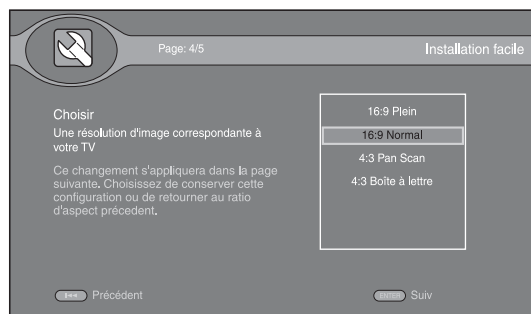 Page: 4/5
Installation facile
Choisir
Une résolution d'image correspondante à
votre TV
Ce changement s'appliquera dans la page
suivante. Choisissez de conserver cette
configuration ou de retourner au ratio
d'aspect précedent.
16:9 Plein
16:9 Normal
4:3 Pan Scan
4:3 Boîte à lettre
Précédent
ENTER Suiv